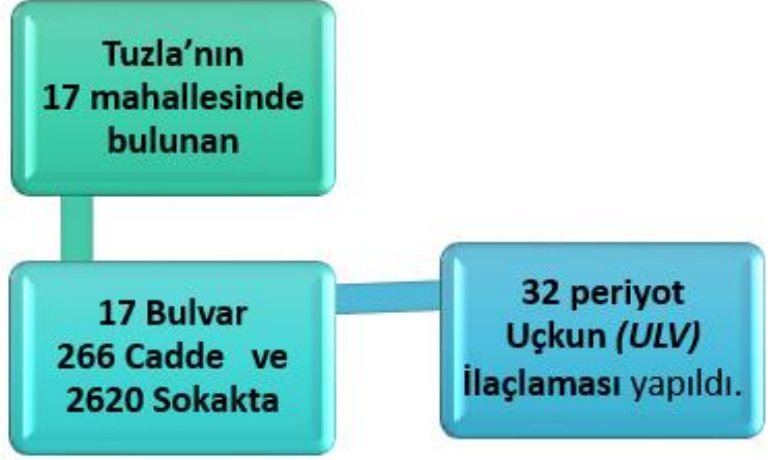 Tuzla’nın
17 mahallesinde
bulunan
17 Bulvar
266 Cadde ve
2620 Sokakta
32 periyot
Uçkun (ULV)
İlaçlaması yapıldı.